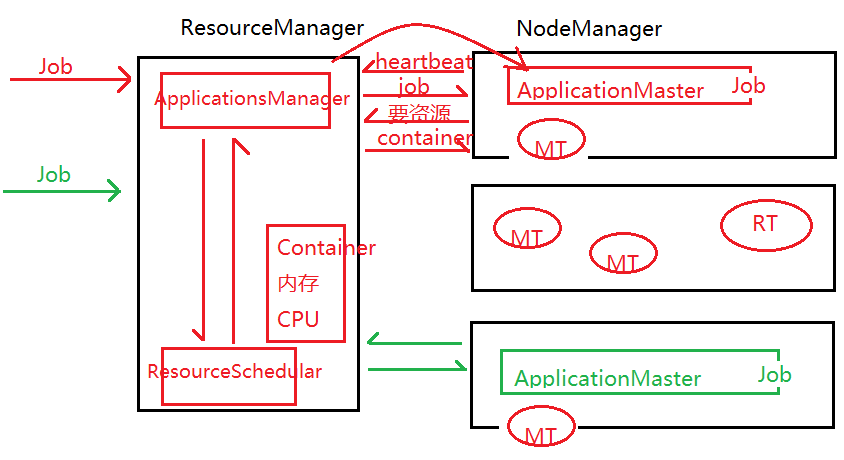 ResourceManager
NodeManager
Job
ApplicationsManager
heartbeat
job
要资源
container
ApplicationMaster
Job
MT
Job
Container
内存
CPU
MT
MT
RT
ResourceSchedular
ApplicationMaster
Job
MT